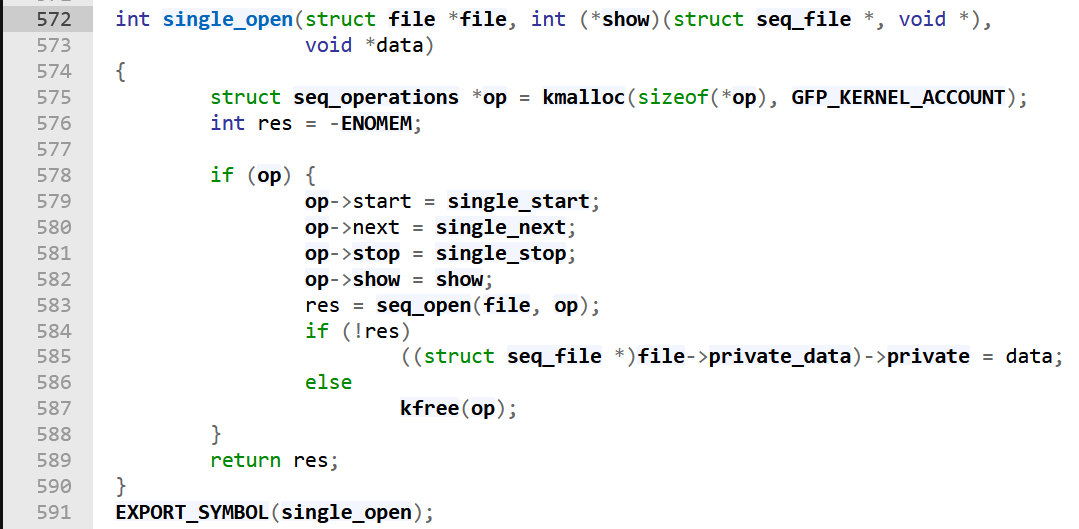 572 int single_open(struct file *file, int (*show)(struct seq_file *, void *),
573 void *data)
574 {
575 struct seq_operations *op = kmalloc(sizeof(*op), GFP_KERNEL_ACCOUNT);
576 int res = -ENOMEM;
577
578 if (op) {
579 op->start = single_start;
580 op->next = single_next;
581 op->stop = single_stop;
582 op->show = show;
583 res = seq_open(file, op);
584 if (!res)
585 ((struct seq_file *)file->private_data)->private = data;
586 else
587 kfree(op);
588 }
589 return res;
590 }
591 EXPORT_SYMBOL(single_open);